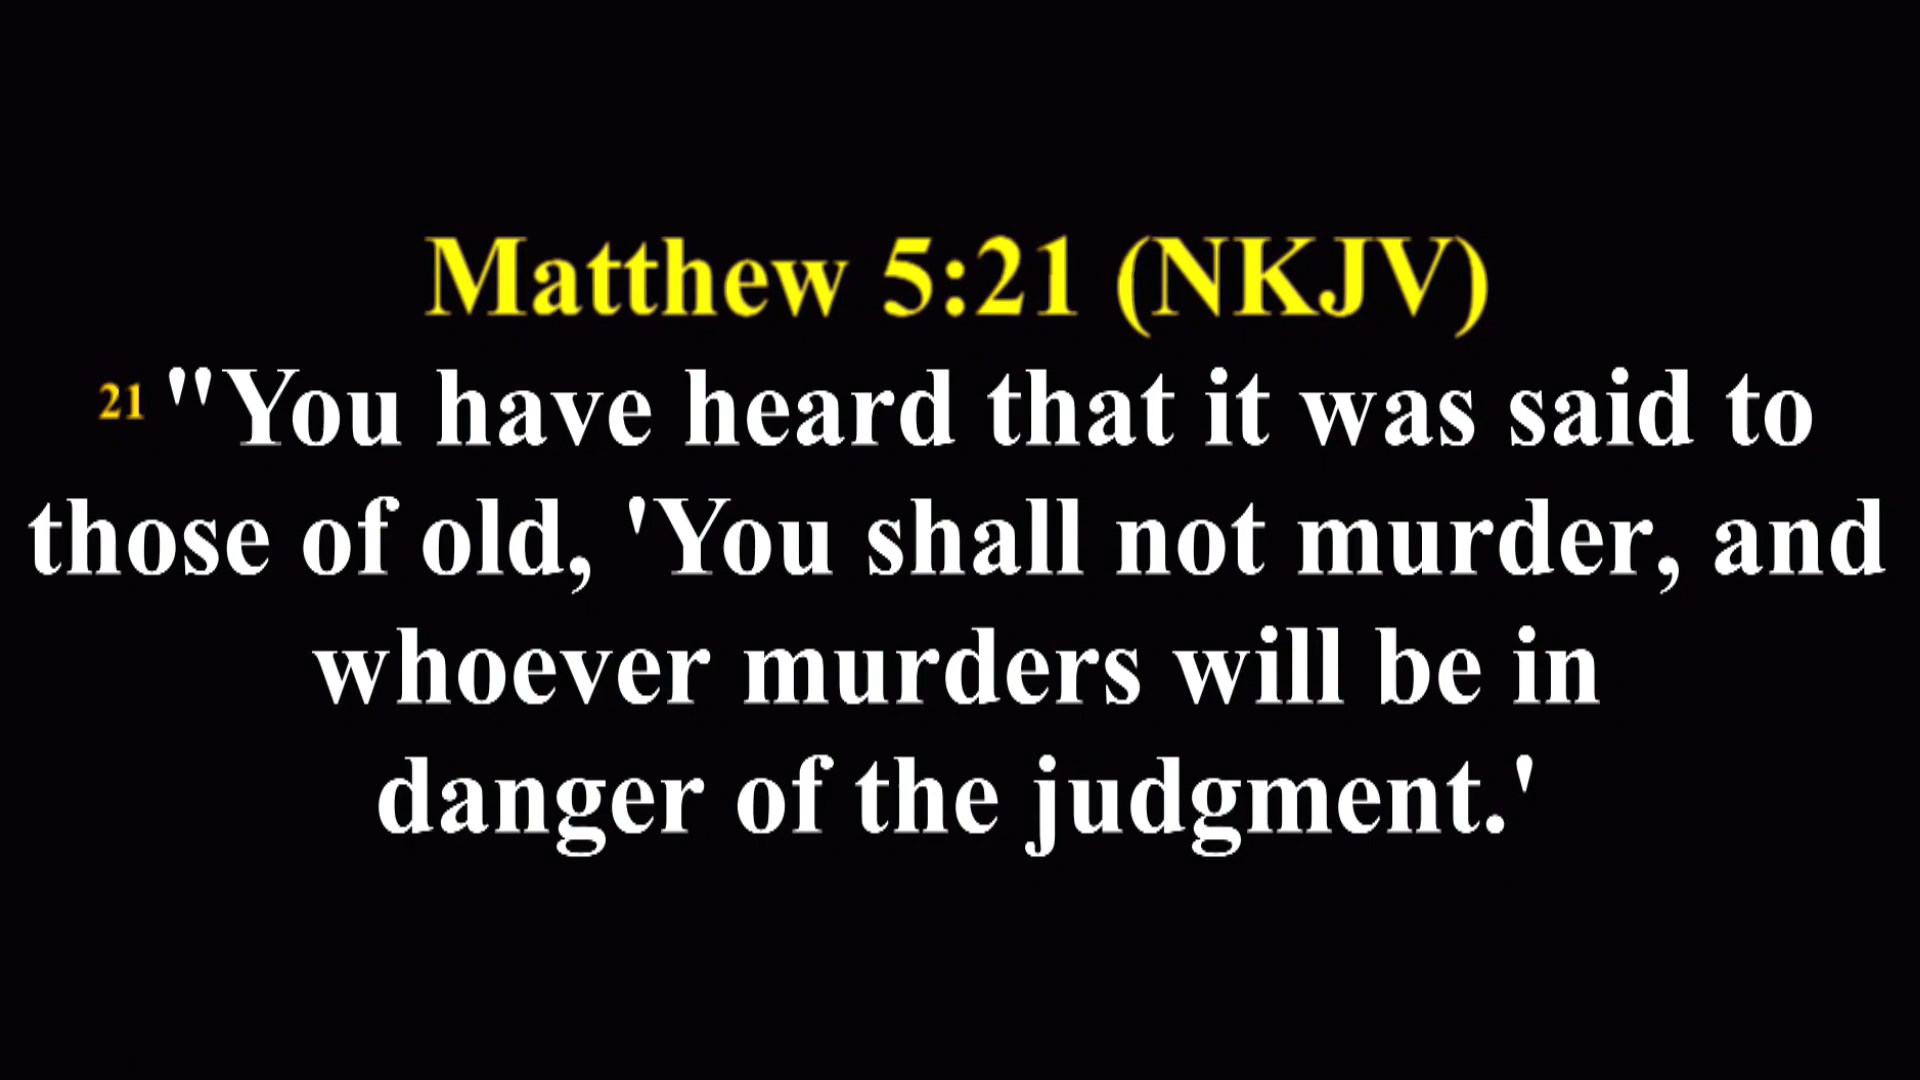 Matthew 5:21 (NKJV)
21 "You have heard that it was said to
those of old, 'You shall not murder, and
whoever murders will be in
danger of the judgment.'